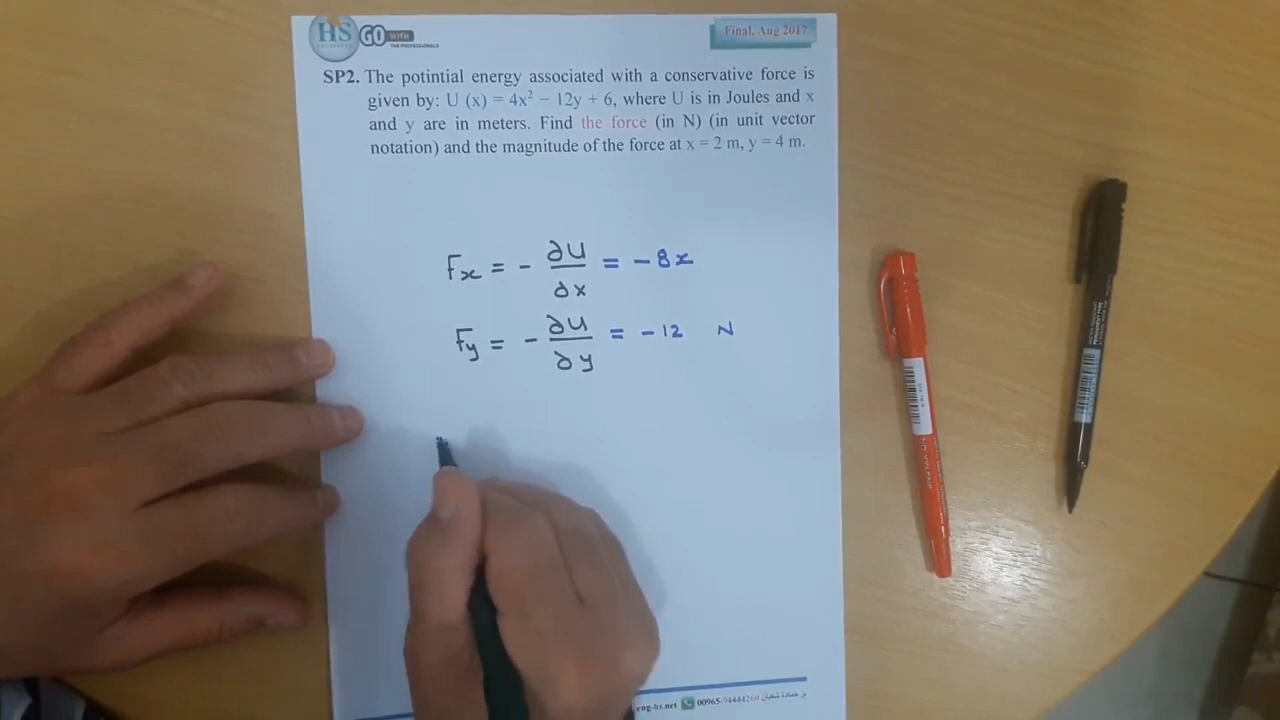 HS
GO WITH
THE PROFESSIONALS
Final, Aug 2017
SP2. The potintial energy associated with a conservative force is
given by: U (x) = 4x² − 12y + 6, where U is in Joules and x
and y are in meters. Find the force (in N) (in unit vector
notation) and the magnitude of the force at x = 2 m, y = 4 m.
Fx = - ∂U/∂x = -8x
Fy = - ∂U/∂y = -12 N
eng-hs.net 00965-94444260 م. حمادة شعبان